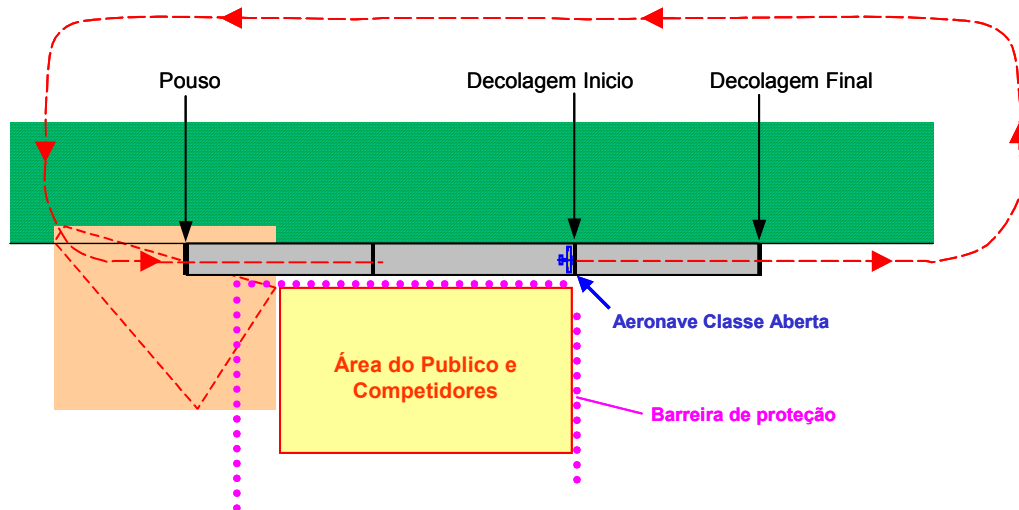 Pouso
Decolagem Inicio
Decolagem Final
Aeronave Classe Aberta
Área do Publico e
Competidores
Barreira de proteção